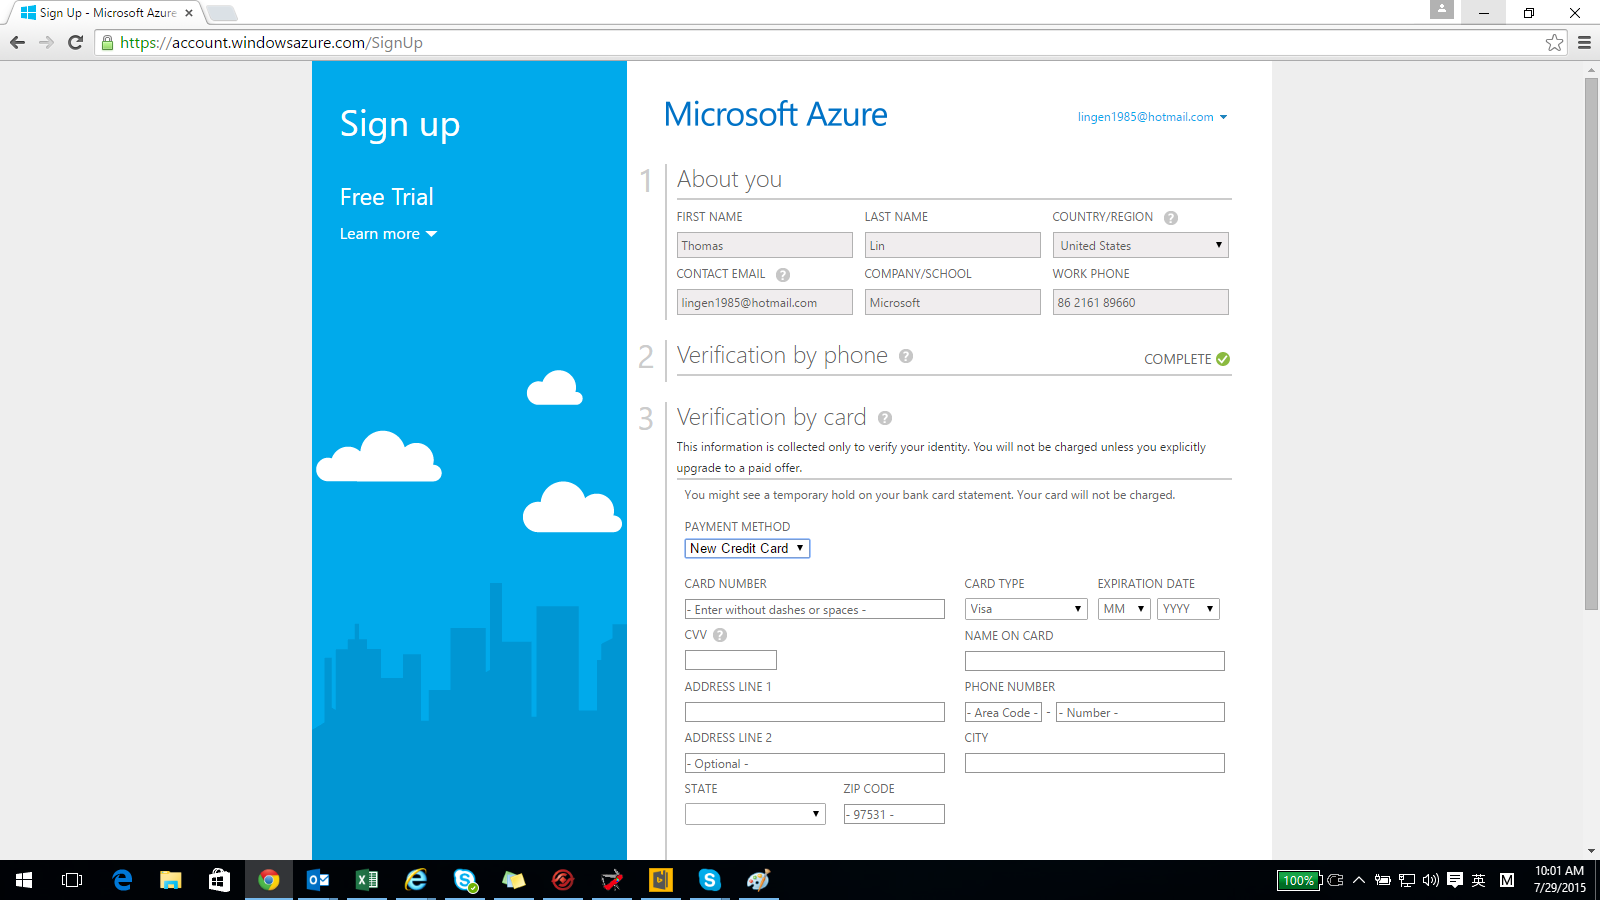 Sign Up - Microsoft Azure
https://account.windowsazure.com/SignUp
Sign up
Free Trial
Learn more
Microsoft Azure
lingen1985@hotmail.com
1 About you
FIRST NAME LAST NAME COUNTRY/REGION ?
Thomas Lin United States
CONTACT EMAIL ? COMPANY/SCHOOL WORK PHONE
lingen1985@hotmail.com Microsoft 86 2161 89660
2 Verification by phone ? COMPLETE
3 Verification by card ?
This information is collected only to verify your identity. You will not be charged unless you explicitly
upgrade to a paid offer.
You might see a temporary hold on your bank card statement. Your card will not be charged.
PAYMENT METHOD
New Credit Card
CARD NUMBER CARD TYPE EXPIRATION DATE
- Enter without dashes or spaces - Visa MM YYYY
CVV ? NAME ON CARD
ADDRESS LINE 1 PHONE NUMBER
- Area Code - - - Number -
ADDRESS LINE 2 CITY
- Optional -
STATE ZIP CODE
- 97531 -
100% 英 M 10:01 AM
7/29/2015